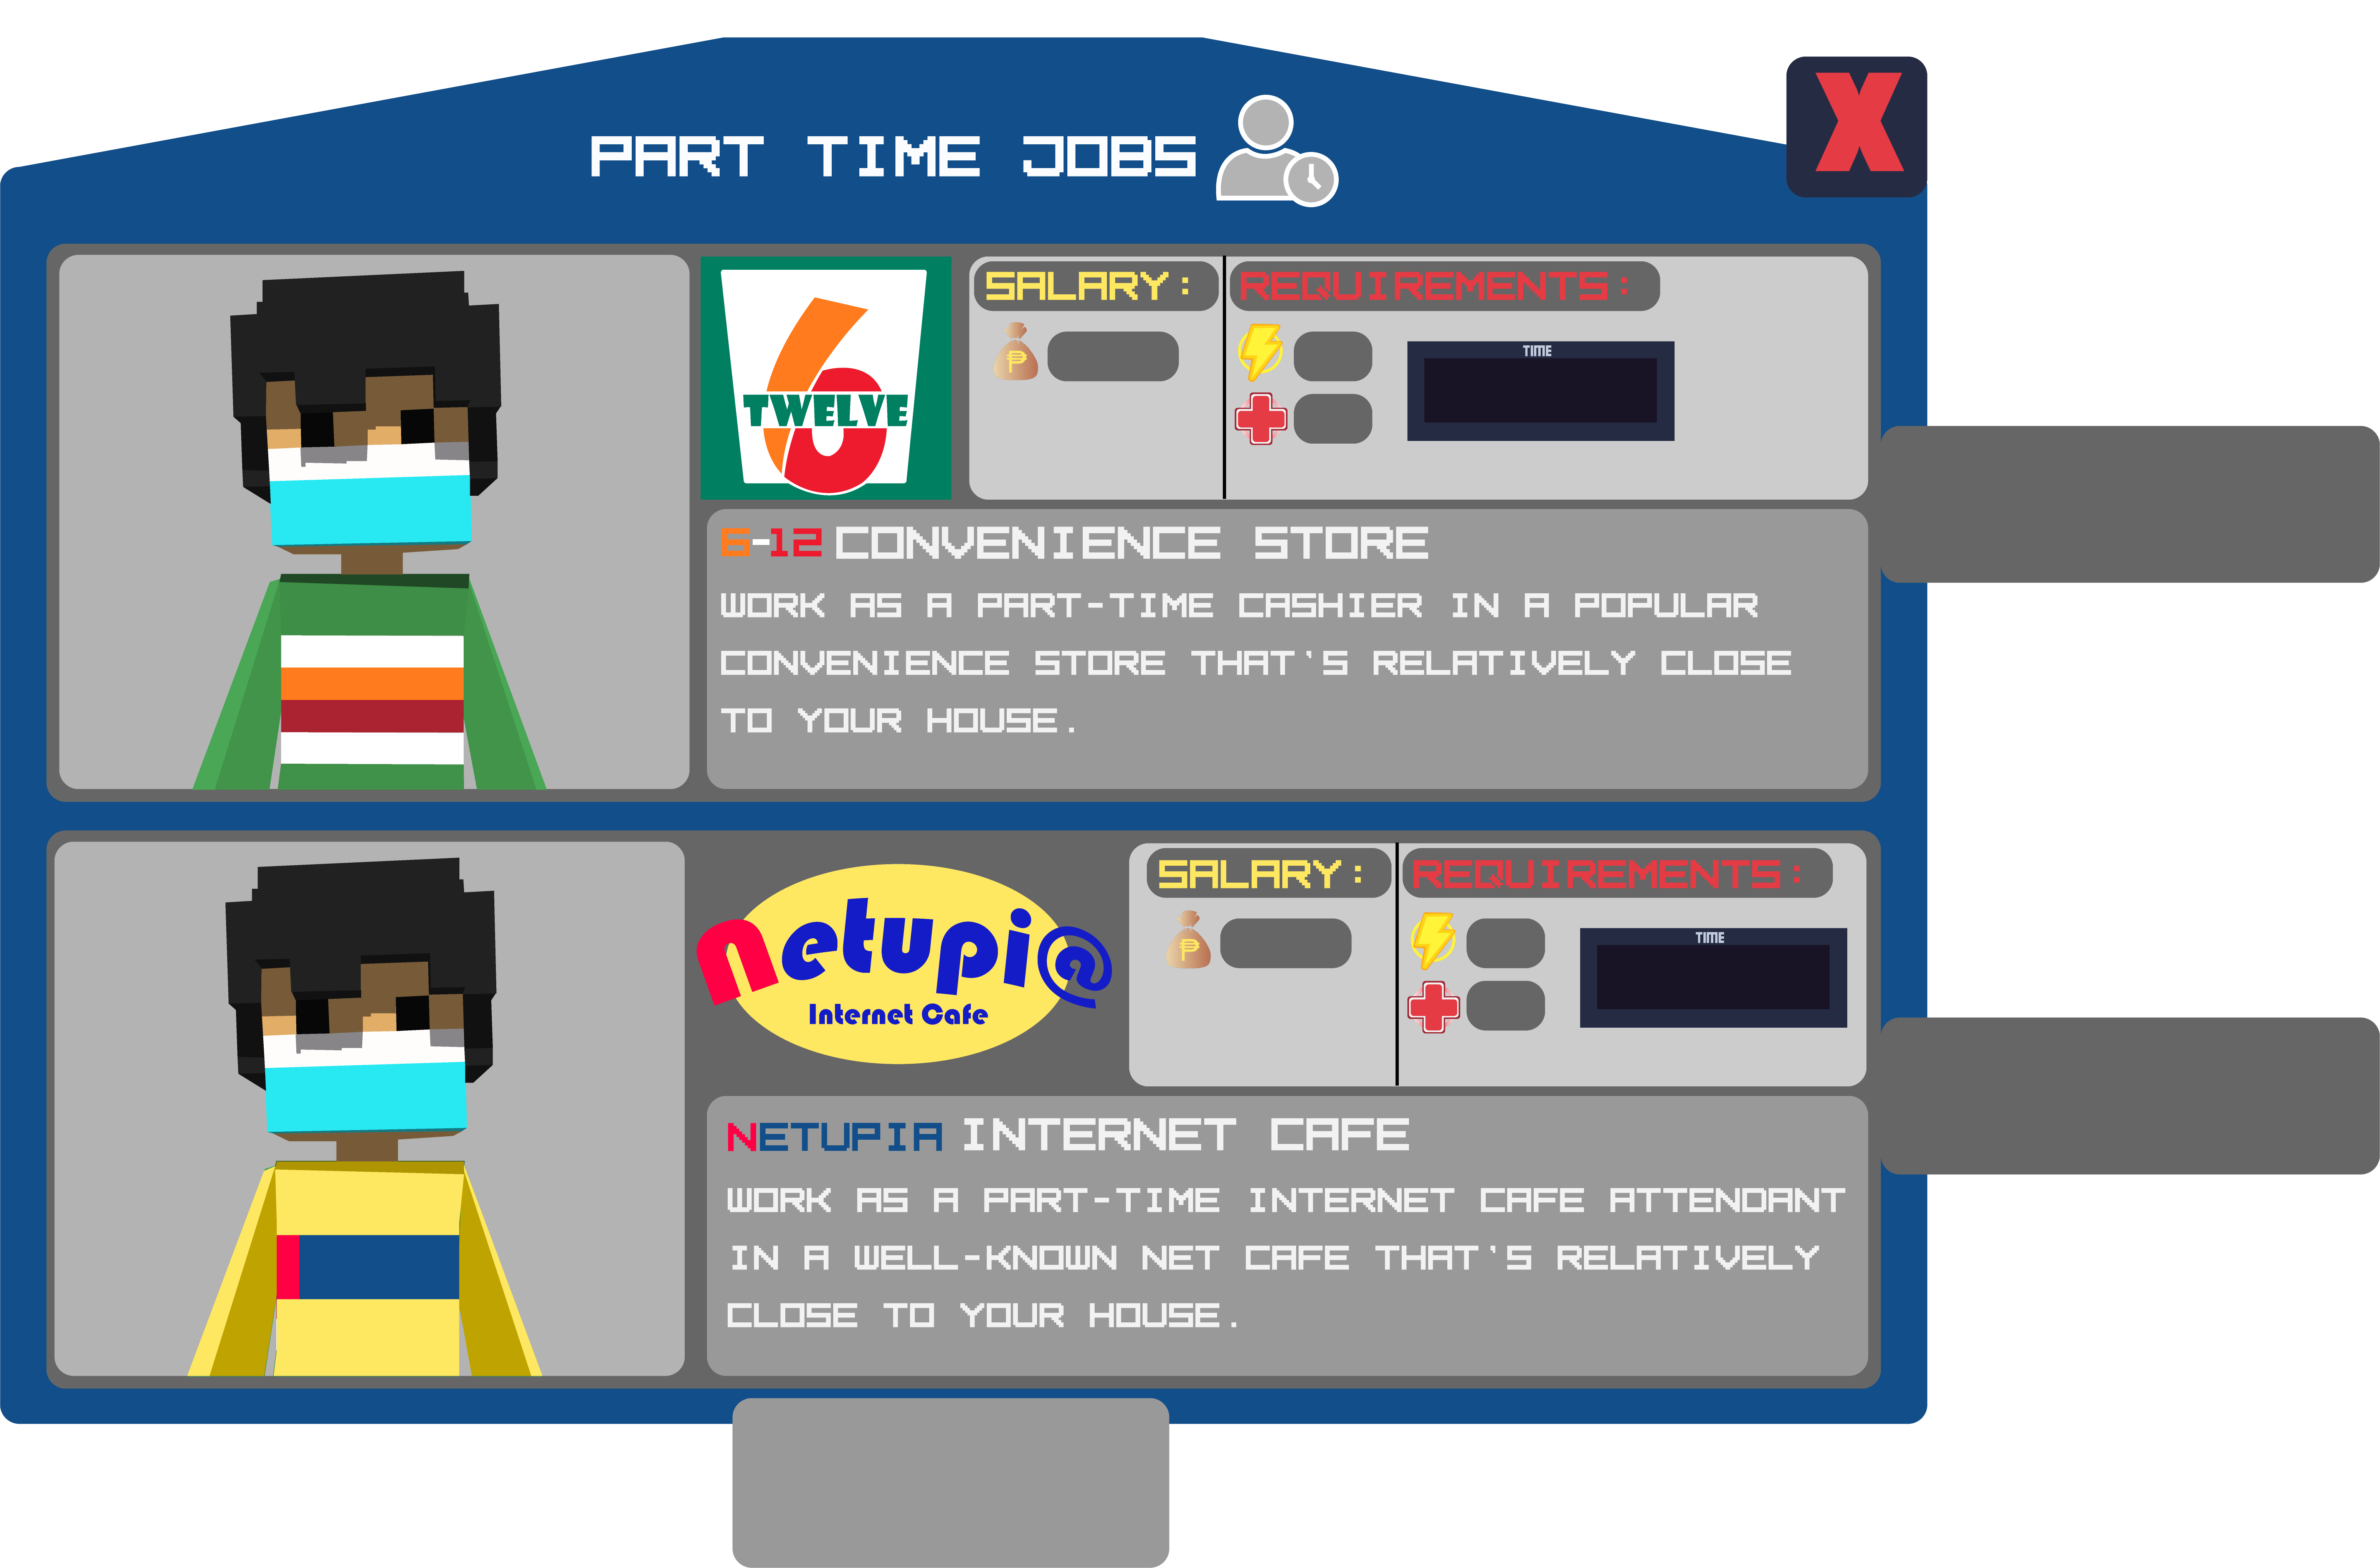 PART TIME JOBS
X
TWELVE
SALARY:
REQUIREMENTS:
₱
TIME
6-12 CONVENIENCE STORE
WORK AS A PART-TIME CASHIER IN A POPULAR
CONVENIENCE STORE THAT'S RELATIVELY CLOSE
TO YOUR HOUSE.
netupi@
Internet Cafe
SALARY:
REQUIREMENTS:
₱
TIME
NETUPIA INTERNET CAFE
WORK AS A PART-TIME INTERNET CAFE ATTENDANT
IN A WELL-KNOWN NET CAFE THAT'S RELATIVELY
CLOSE TO YOUR HOUSE.